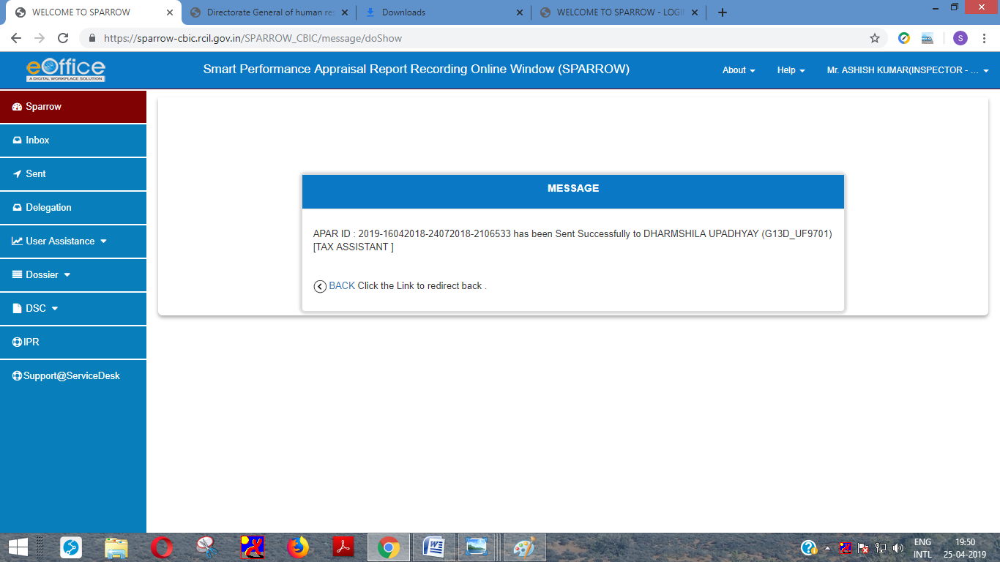 WELCOME TO SPARROW
Directorate General of human res
Downloads
WELCOME TO SPARROW - LOGI
https://sparrow-cbic.rcil.gov.in/SPARROW_CBIC/message/doShow
S
eOffice
A DIGITAL WORKPLACE SOLUTION
Smart Performance Appraisal Report Recording Online Window (SPARROW)
About
Help
Mr. ASHISH KUMAR(INSPECTOR - ...
Sparrow
Inbox
Sent
Delegation
User Assistance
Dossier
DSC
IPR
Support@ServiceDesk
MESSAGE
APAR ID : 2019-16042018-24072018-2106533 has been Sent Successfully to DHARMSHILA UPADHYAY (G13D_UF9701)
[TAX ASSISTANT ]
BACK Click the Link to redirect back .
ENG
INTL
19:50
25-04-2019